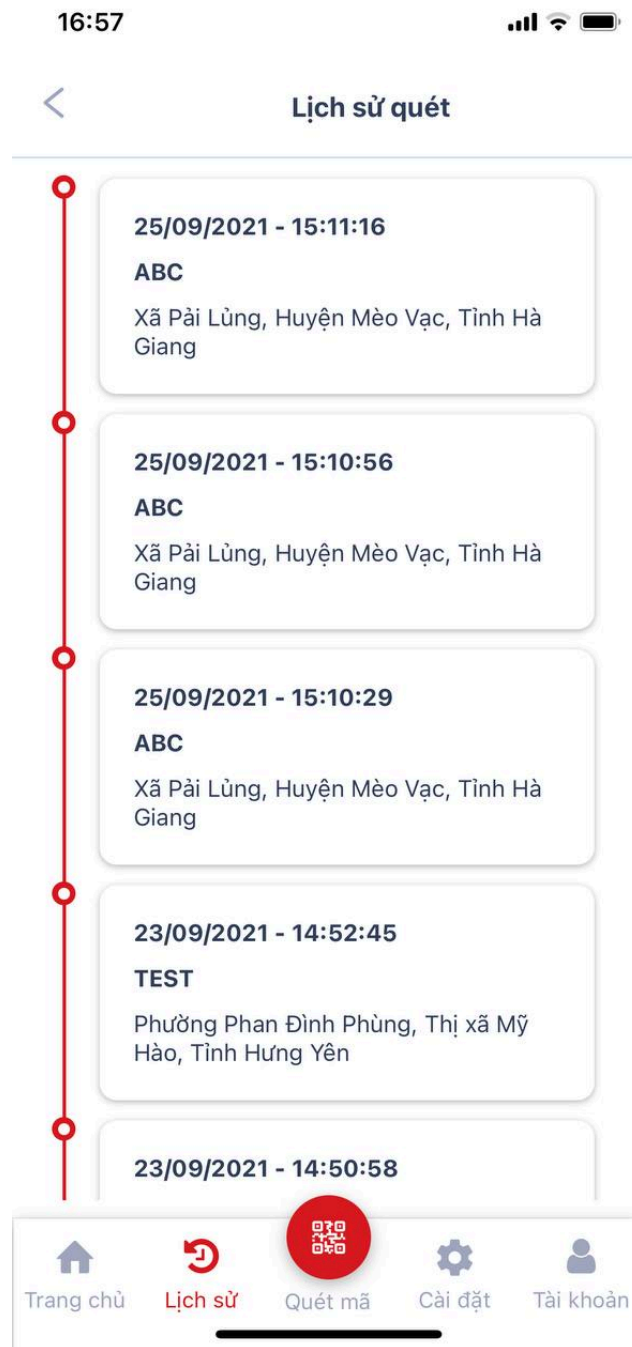 16:57
Lịch sử quét
25/09/2021 - 15:11:16
ABC
Xã Pải Lủng, Huyện Mèo Vạc, Tỉnh Hà
Giang
25/09/2021 - 15:10:56
ABC
Xã Pải Lủng, Huyện Mèo Vạc, Tỉnh Hà
Giang
25/09/2021 - 15:10:29
ABC
Xã Pải Lủng, Huyện Mèo Vạc, Tỉnh Hà
Giang
23/09/2021 - 14:52:45
TEST
Phường Phan Đình Phùng, Thị xã Mỹ
Hào, Tỉnh Hưng Yên
23/09/2021 - 14:50:58
Trang chủ Lịch sử Quét mã Cài đặt Tài khoản